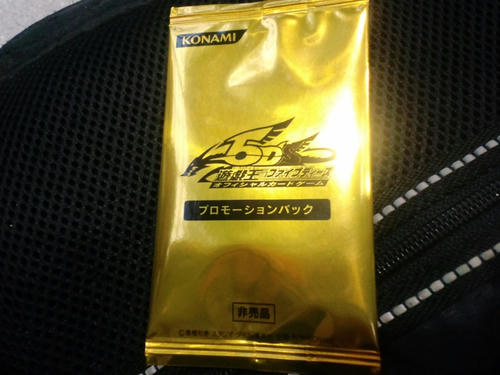 KONAMI
5D's
遊戯王ファイブディーズ
オフィシャルカードゲーム
プロモーションパック
非売品